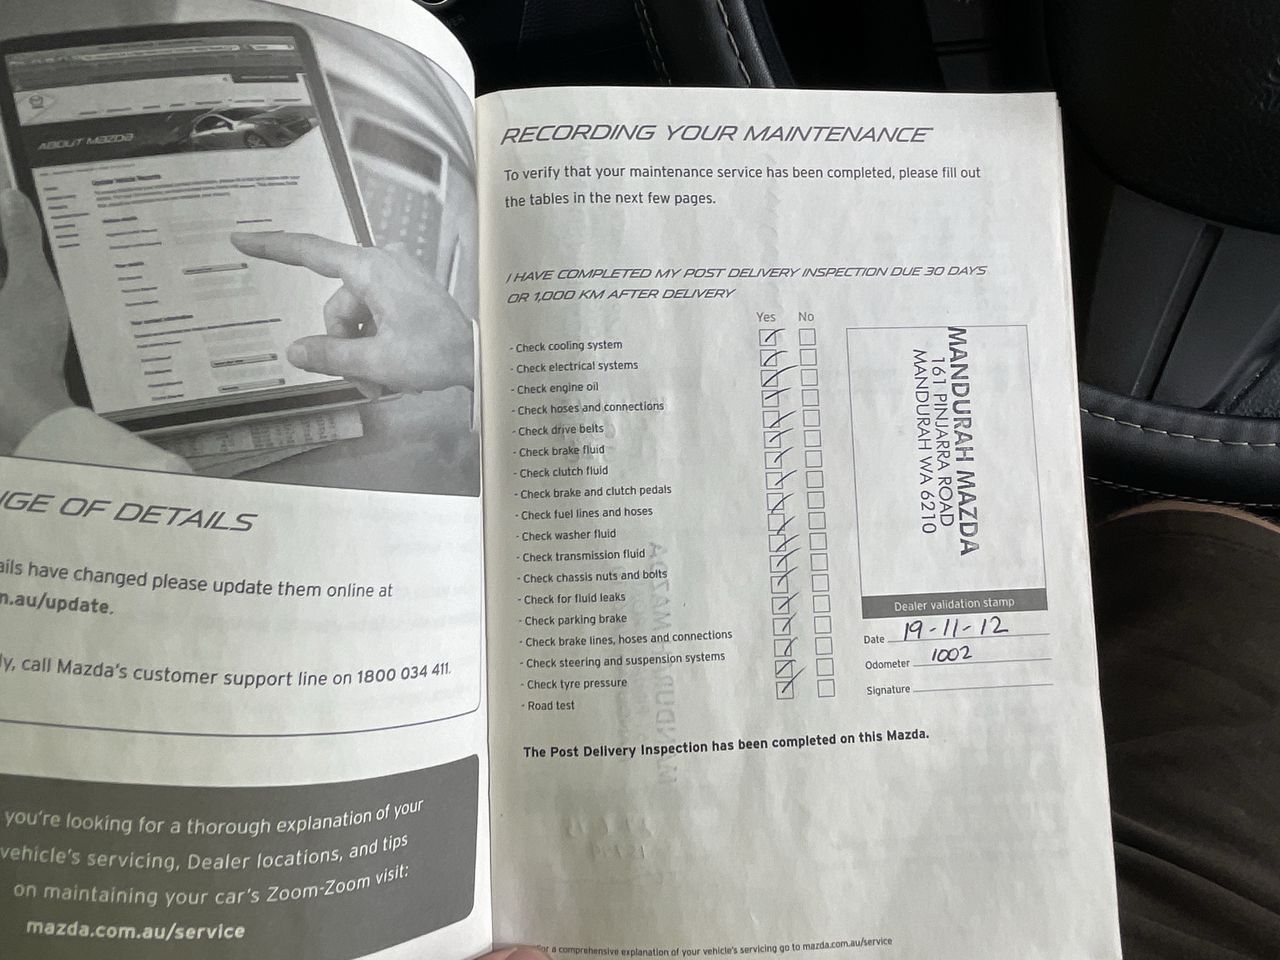 ABOUT MAZDA
NGE OF DETAILS
ails have changed please update them online at
m.au/update.
ly, call Mazda's customer support line on 1800 034 411.
you're looking for a thorough explanation of your
vehicle's servicing, Dealer locations, and tips
on maintaining your car's Zoom-Zoom visit:
mazda.com.au/service
RECORDING YOUR MAINTENANCE
To verify that your maintenance service has been completed, please fill out
the tables in the next few pages.
I HAVE COMPLETED MY POST DELIVERY INSPECTION DUE 30 DAYS
OR 1,000 KM AFTER DELIVERY
Yes No
- Check cooling system
- Check electrical systems
- Check engine oil
- Check hoses and connections
- Check drive belts
- Check brake fluid
- Check clutch fluid
- Check brake and clutch pedals
- Check fuel lines and hoses
- Check washer fluid
- Check transmission fluid
- Check chassis nuts and bolts
- Check for fluid leaks
- Check parking brake
- Check brake lines, hoses and connections
- Check steering and suspension systems
- Check tyre pressure
- Road test
MANDURAH MAZDA
161 PINJARRA ROAD
MANDURAH WA 6210
Dealer validation stamp
Date 19-11-12
Odometer 1002
Signature
The Post Delivery Inspection has been completed on this Mazda.
For a comprehensive explanation of your vehicle's servicing go to mazda.com.au/service